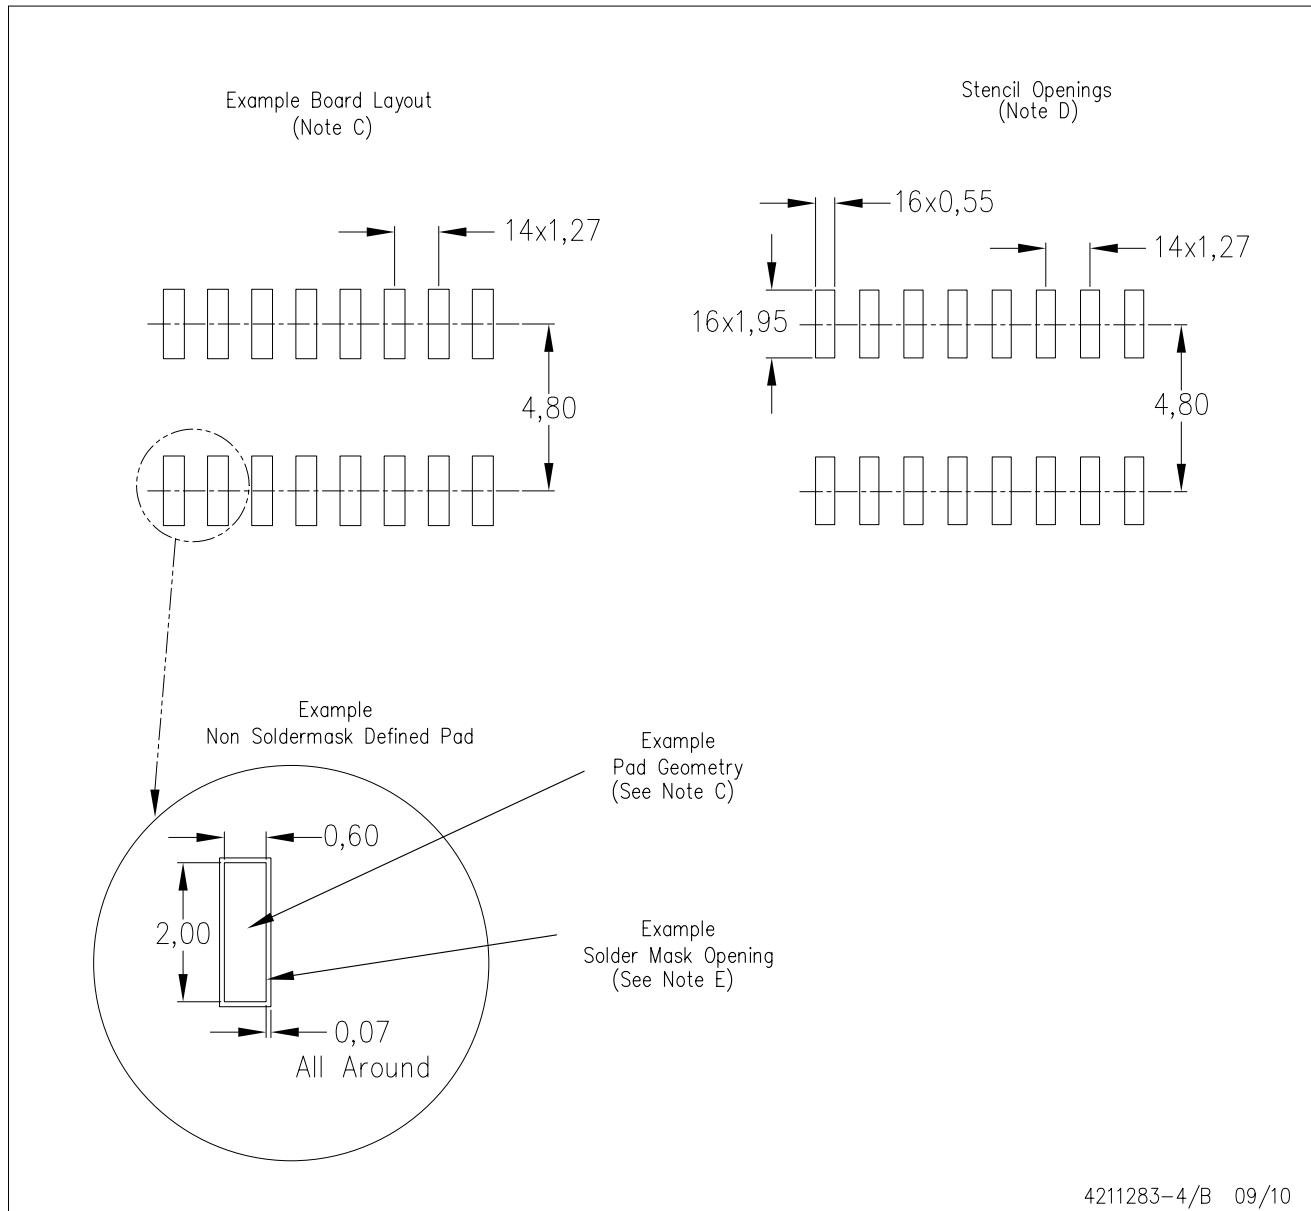 Example Board Layout
(Note C)
14x1,27
4,80
Stencil Openings
(Note D)
16x0,55
14x1,27
16x1,95
4,80
Example
Non Soldermask Defined Pad
Example
Pad Geometry
(See Note C)
0,60
2,00
Example
Solder Mask Opening
(See Note E)
0,07
All Around
4211283-4/B 09/10